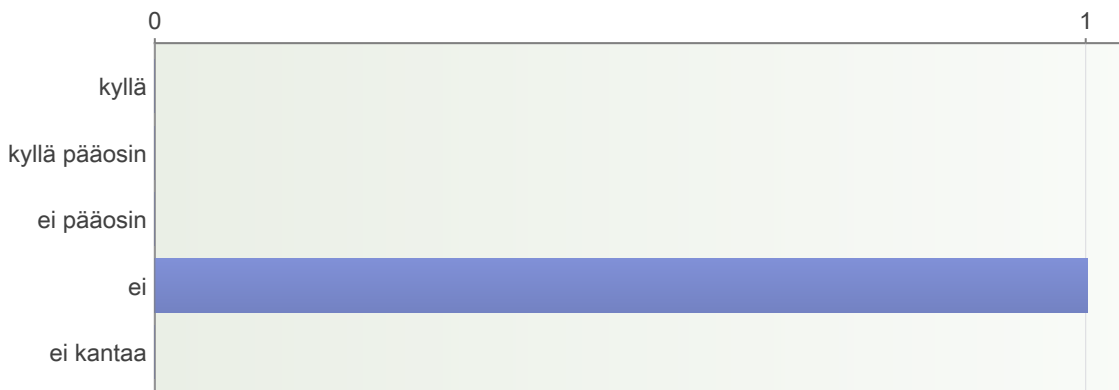 0 1
kyllä
kyllä pääosin
ei pääosin
ei
ei kantaa